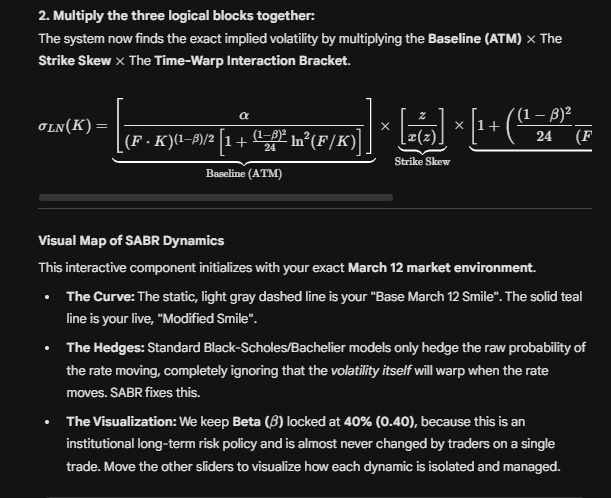 2. Multiply the three logical blocks together:
The system now finds the exact implied volatility by multiplying the Baseline (ATM) × The
Strike Skew × The Time-Warp Interaction Bracket.
σ_LN(K) = [ α / ((F · K)^{(1−β)/2} [1 + (1−β)²/24 ln²(F/K)]) ] × [ z / x(z) ] × [ 1 + ( (1 − β)²/24 (F
Baseline (ATM)
Strike Skew
Visual Map of SABR Dynamics
This interactive component initializes with your exact March 12 market environment.
• The Curve: The static, light gray dashed line is your "Base March 12 Smile". The solid teal
line is your live, "Modified Smile".
• The Hedges: Standard Black-Scholes/Bachelier models only hedge the raw probability of
the rate moving, completely ignoring that the volatility itself will warp when the rate
moves. SABR fixes this.
• The Visualization: We keep Beta (β) locked at 40% (0.40), because this is an
institutional long-term risk policy and is almost never changed by traders on a single
trade. Move the other sliders to visualize how each dynamic is isolated and managed.